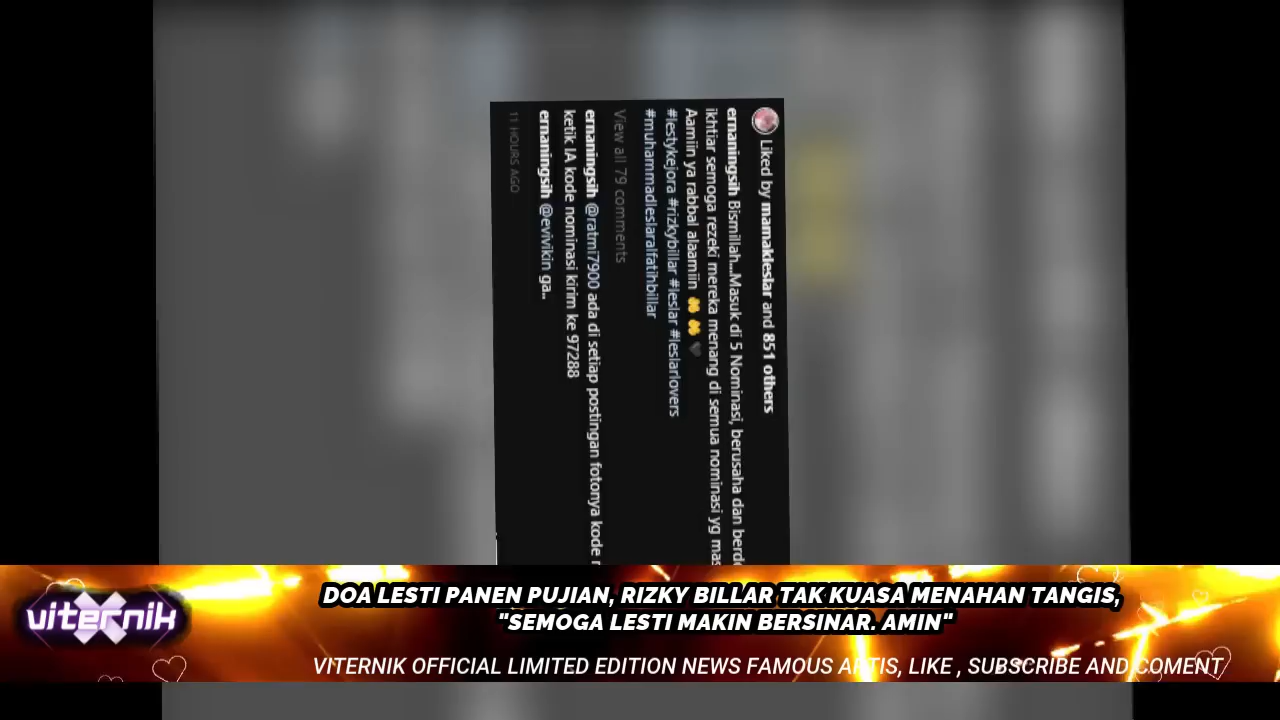 Liked by mamakleslar and 851 others
ernaningsih Bismillah...Masuk di 5 Nominasi, berusaha dan
ikhtiar semoga rezeki mereka menang di semua nominasi yg
Aamiin ya rabbal alaamiin 🤲🤲🖤
#lestykejora #rizkybillar #leslar #leslarlovers
#muhammadleslaralfatihbillar
View all 79 comments
ernaningsih @ratmi7900 ada di setiap postingan fotonya kode
ketik IA kode nominasi kirim ke 97288
ernaningsih @evivikin ga..
11 HOURS AGO
viternik
DOA LESTI PANEN PUJIAN, RIZKY BILLAR TAK KUASA MENAHAN TANGIS,
"SEMOGA LESTI MAKIN BERSINAR. AMIN"
VITERNIK OFFICIAL LIMITED EDITION NEWS FAMOUS ARTIS, LIKE , SUBSCRIBE AND COMENT